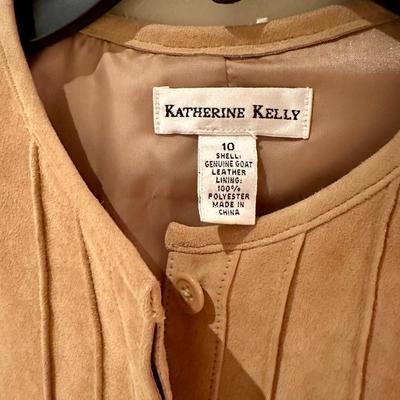 KATHERINE KELLY
10
SHELL:
GENUINE GOAT
LEATHER
LINING:
100%
POLYESTER
MADE IN
CHINA